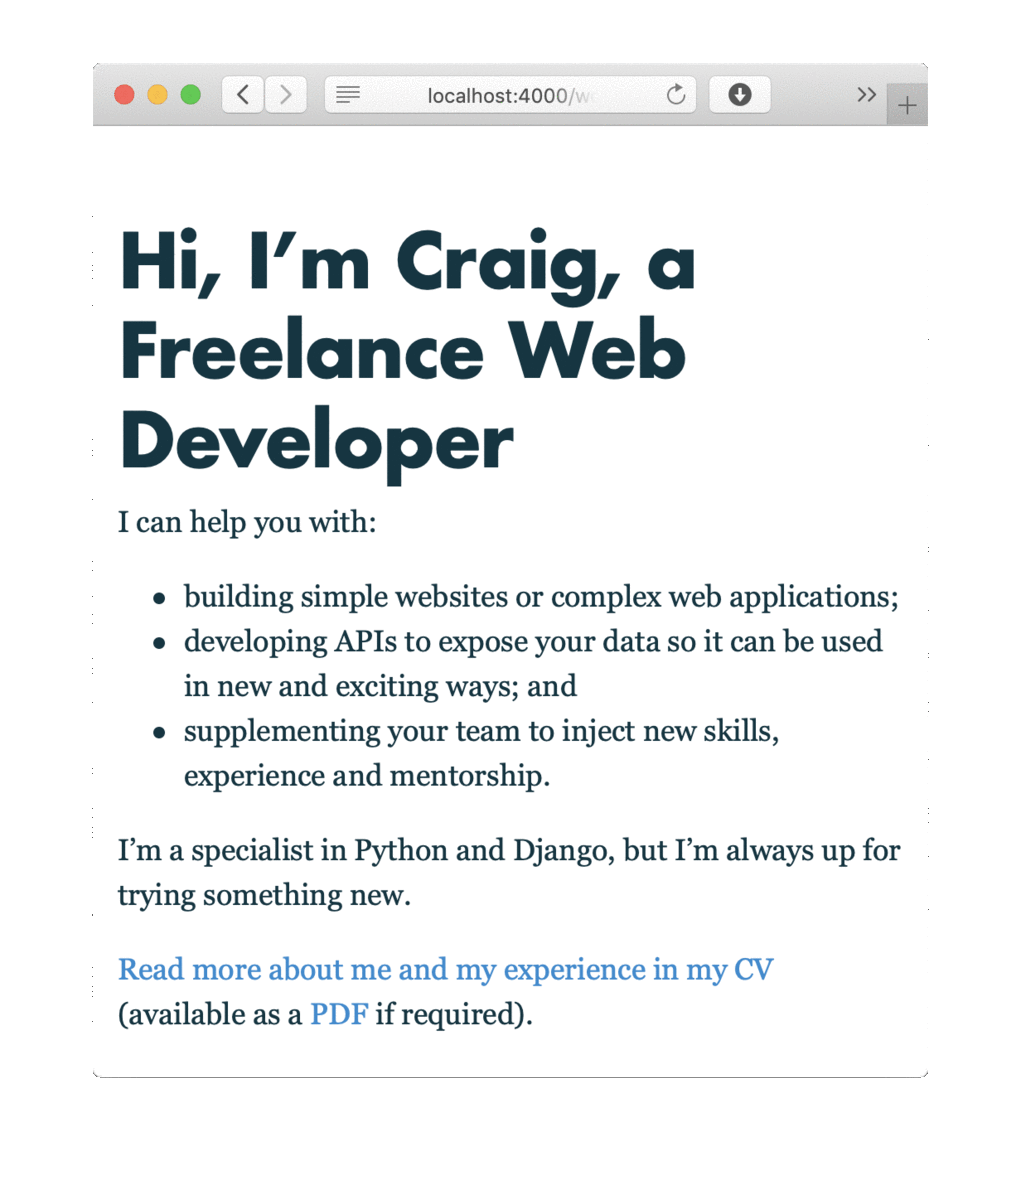 localhost:4000/w
Hi, I’m Craig, a
Freelance Web
Developer
I can help you with:
• building simple websites or complex web applications;
• developing APIs to expose your data so it can be used
in new and exciting ways; and
• supplementing your team to inject new skills,
experience and mentorship.
I’m a specialist in Python and Django, but I’m always up for
trying something new.
Read more about me and my experience in my CV
(available as a PDF if required).